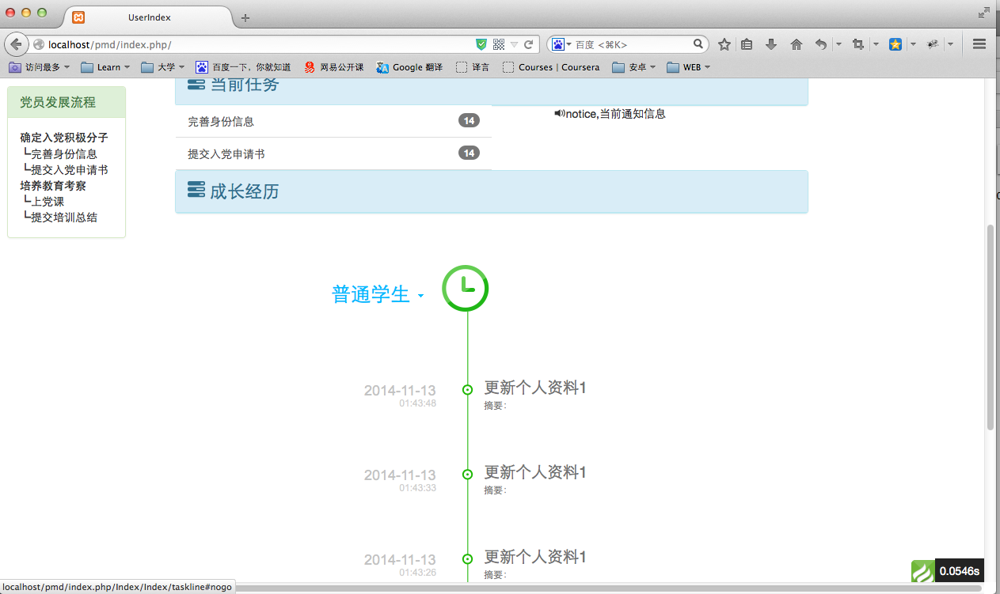 UserIndex
localhost/pmd/index.php/
百度 <⌘K>
访问最多 Learn 大学 百度一下，你就知道 网易公开课 Google 翻译 译言 Courses | Coursera 安卓 WEB
党员发展流程
确定入党积极分子
┗完善身份信息
┗提交入党申请书
培养教育考察
┗上党课
┗提交培训总结
当前任务
完善身份信息 14
提交入党申请书 14
notice,当前通知信息
成长经历
普通学生
2014-11-13
01:43:48
更新个人资料1
摘要：
2014-11-13
01:43:33
更新个人资料1
摘要：
2014-11-13
01:43:26
更新个人资料1
摘要：
0.0546s
localhost/pmd/index.php/Index/Index/taskline#nogo